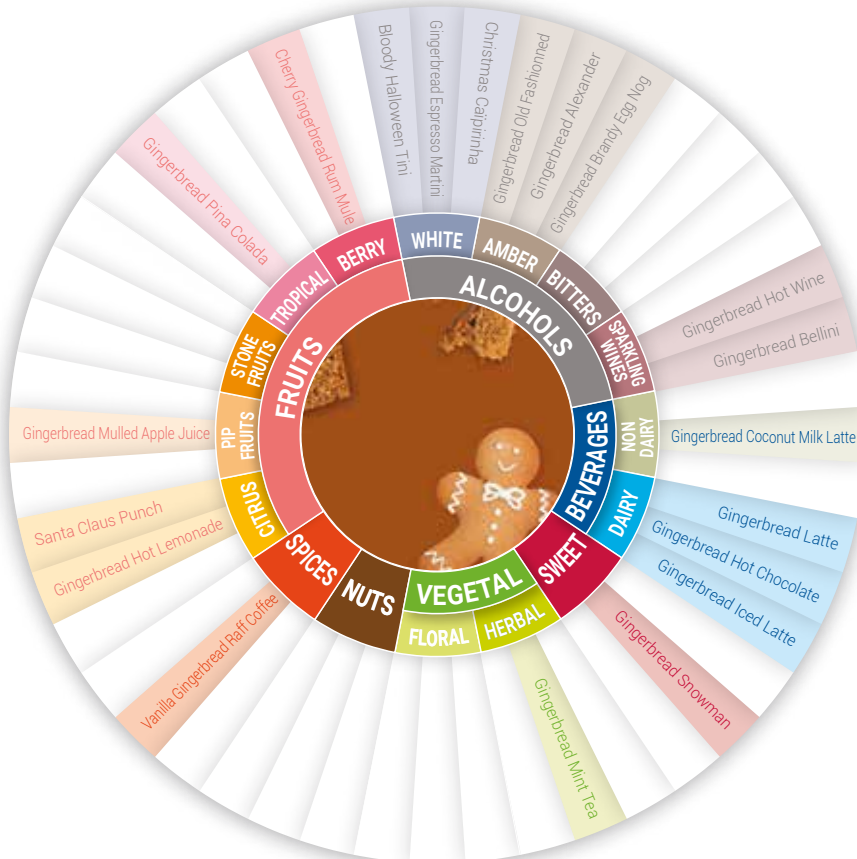 Bloody Halloween Tini
Gingerbread Espresso Martini
Christmas Caïpirinha
Gingerbread Old Fashionned
Gingerbread Alexander
Gingerbread Brandy Egg Nog
Gingerbread Hot Wine
Gingerbread Bellini
Gingerbread Coconut Milk Latte
Gingerbread Latte
Gingerbread Hot Chocolate
Gingerbread Iced Latte
Gingerbread Snowman
Gingerbread Mint Tea
Vanilla Gingerbread Raff Coffee
Gingerbread Hot Lemonade
Santa Claus Punch
Gingerbread Mulled Apple Juice
Gingerbread Pina Colada
Cherry Gingerbread Rum Mule
WHITE
AMBER
BITTERS
SPARKLING
WINES
NON
DAIRY
DAIRY
SWEET
HERBAL
FLORAL
NUTS
SPICES
CITRUS
PIP
FRUITS
STONE
FRUITS
TROPICAL
BERRY
ALCOHOLS
BEVERAGES
VEGETAL
FRUITS